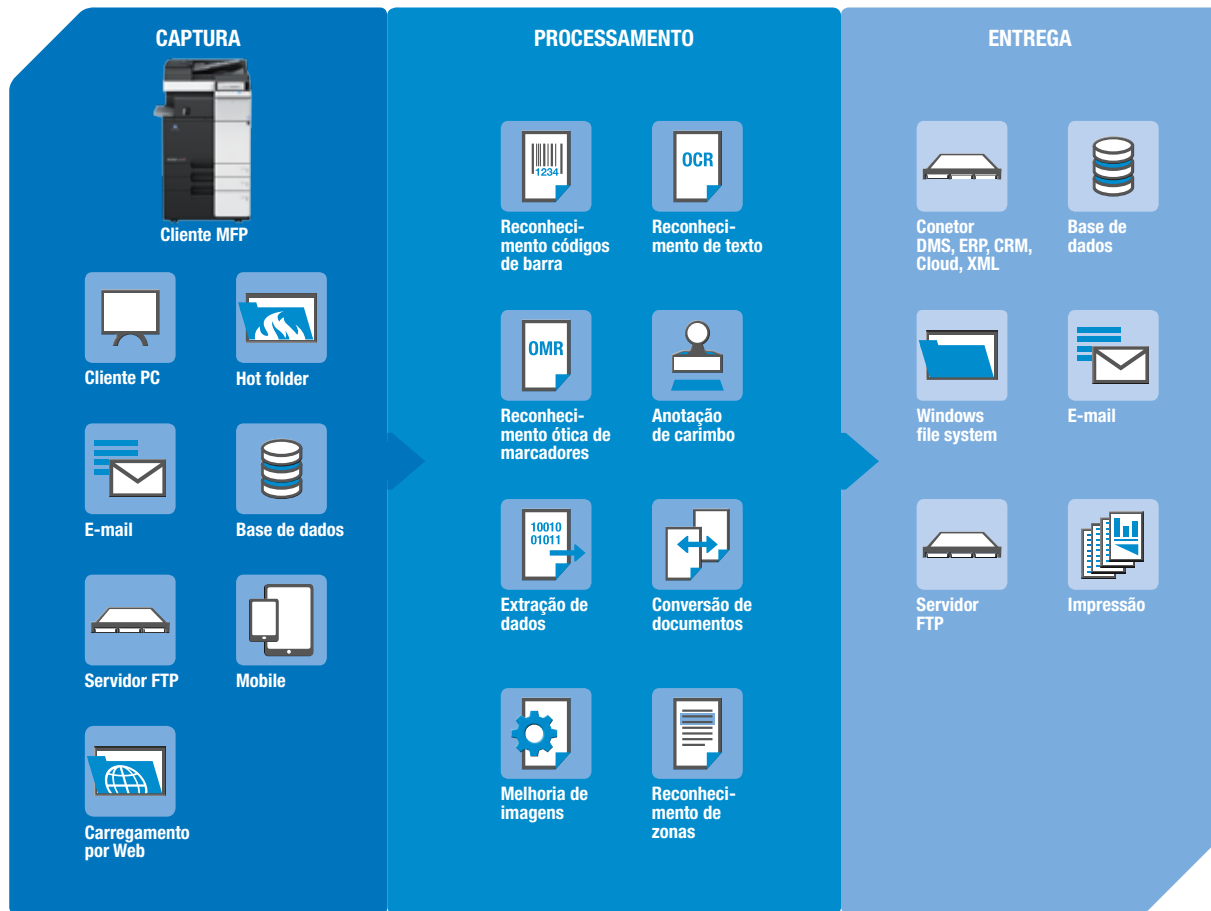 CAPTURA
Cliente MFP
Cliente PC
Hot folder
E-mail
Base de dados
Servidor FTP
Mobile
Carregamento
por Web
PROCESSAMENTO
1234
Reconheci-
mento códigos
de barra
OCR
Reconheci-
mento de texto
OMR
Reconheci-
mento ótica de
marcadores
Anotação
de carimbo
10010
01011
Extração de
dados
Conversão de
documentos
Melhoria de
imagens
Reconheci-
mento de
zonas
ENTREGA
Conetor
DMS, ERP, CRM,
Cloud, XML
Base de
dados
Windows
file system
E-mail
Servidor
FTP
Impressão